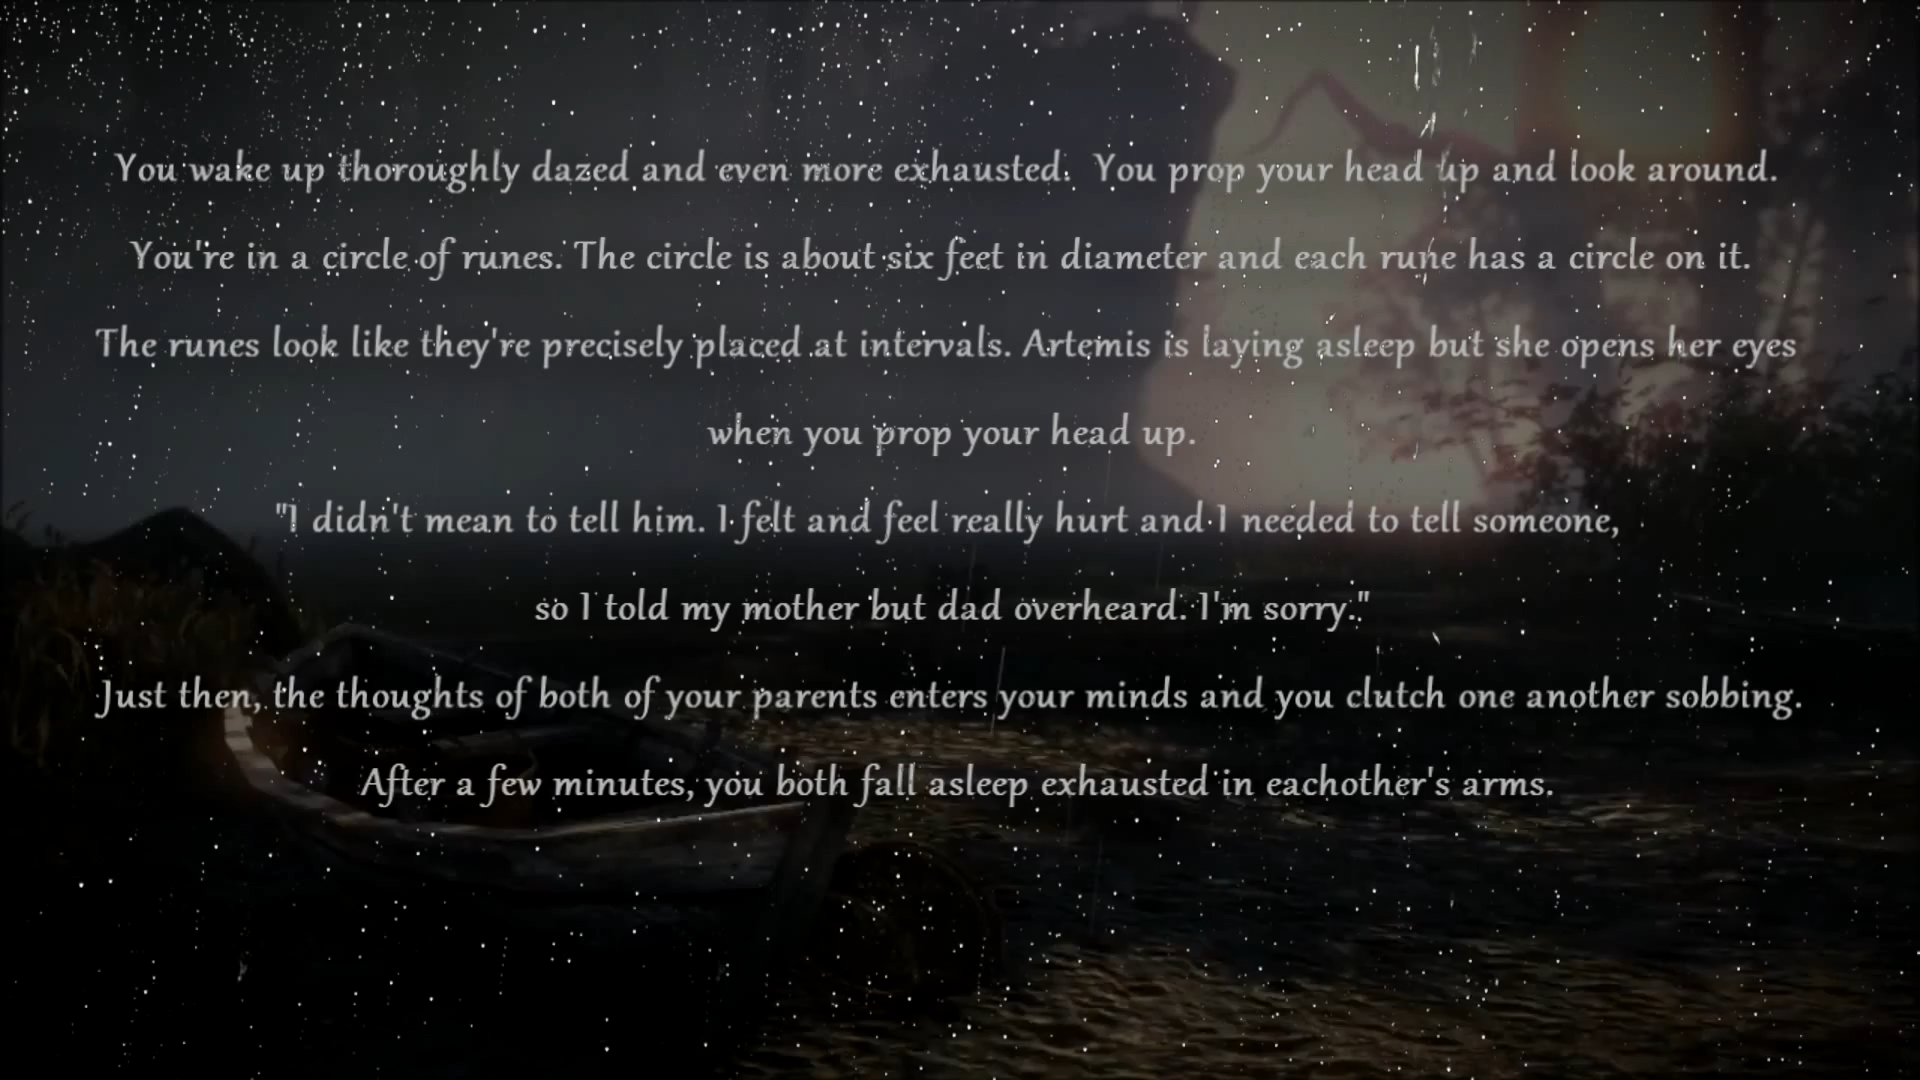 You wake up thoroughly dazed and even more exhausted.  You prop your head up and look around.
You're in a circle of runes. The circle is about six feet in diameter and each rune has a circle on it.
The runes look like they're precisely placed at intervals. Artemis is laying asleep but she opens her eyes
when you prop your head up.
"I didn't mean to tell him. I felt and feel really hurt and I needed to tell someone,
so I told my mother but dad overheard. I'm sorry."
Just then, the thoughts of both of your parents enters your minds and you clutch one another sobbing.
After a few minutes, you both fall asleep exhausted in eachother's arms.